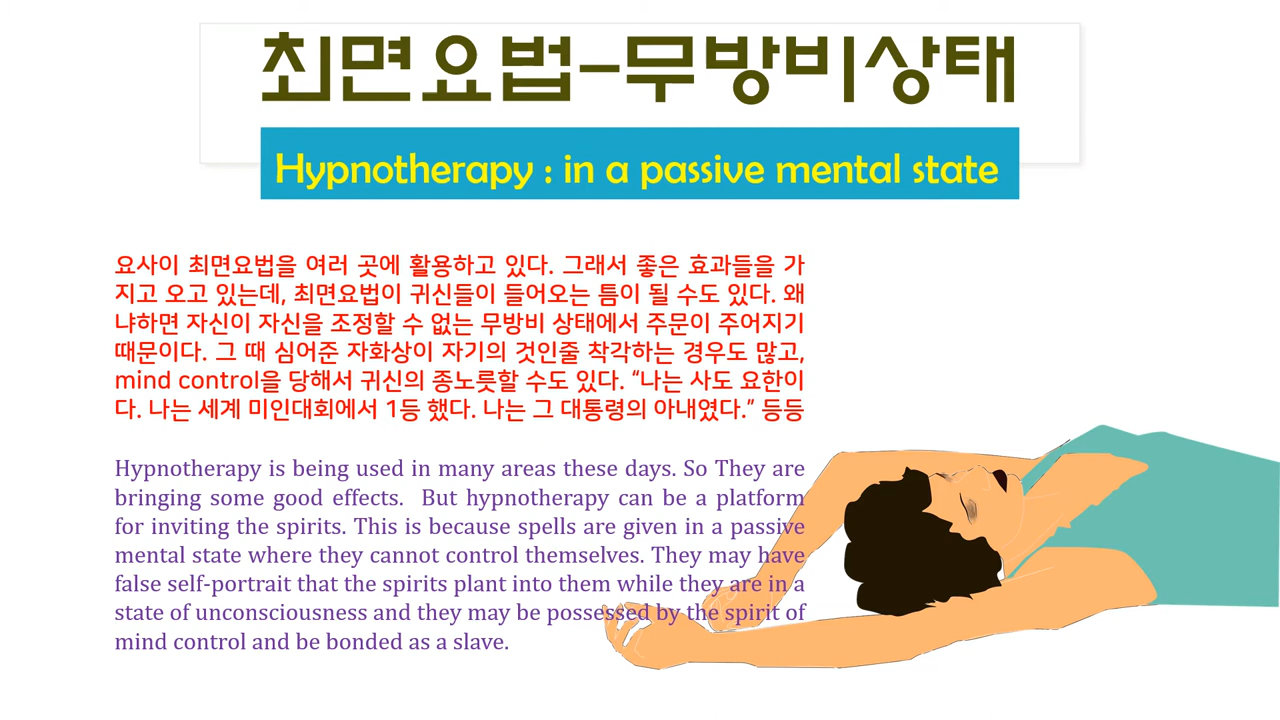 최면요법-무방비상태
Hypnotherapy : in a passive mental state
요사이 최면요법을 여러 곳에 활용하고 있다. 그래서 좋은 효과들을 가
지고 오고 있는데, 최면요법이 귀신들이 들어오는 틈이 될 수도 있다. 왜
냐하면 자신이 자신을 조정할 수 없는 무방비 상태에서 주문이 주어지기
때문이다. 그 때 심어준 자화상이 자기의 것인줄 착각하는 경우도 많고,
mind control을 당해서 귀신의 종노릇할 수도 있다. “나는 사도 요한이
다. 나는 세계 미인대회에서 1등 했다. 나는 그 대통령의 아내였다.” 등등
Hypnotherapy is being used in many areas these days. So They are
bringing some good effects.  But hypnotherapy can be a platform
for inviting the spirits. This is because spells are given in a passive
mental state where they cannot control themselves. They may have
false self-portrait that the spirits plant into them while they are in a
state of unconsciousness and they may be possessed by the spirit of
mind control and be bonded as a slave.